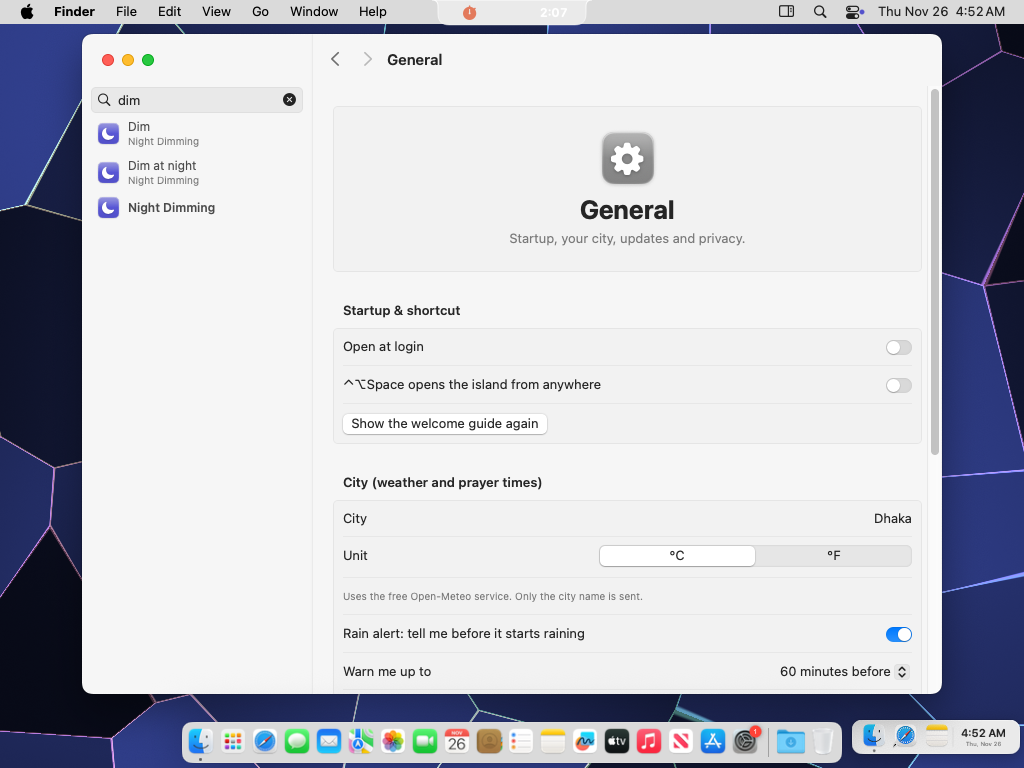 Finder File Edit View Go Window Help 2:07 Thu Nov 26 4:52 AM
General
dim
Dim
Night Dimming
Dim at night
Night Dimming
Night Dimming
General
Startup, your city, updates and privacy.
Startup & shortcut
Open at login
^⌥Space opens the island from anywhere
Show the welcome guide again
City (weather and prayer times)
City Dhaka
Unit °C °F
Uses the free Open-Meteo service. Only the city name is sent.
Rain alert: tell me before it starts raining
Warn me up to 60 minutes before
NOV
26
tv
1
4:52 AM
Thu, Nov 26